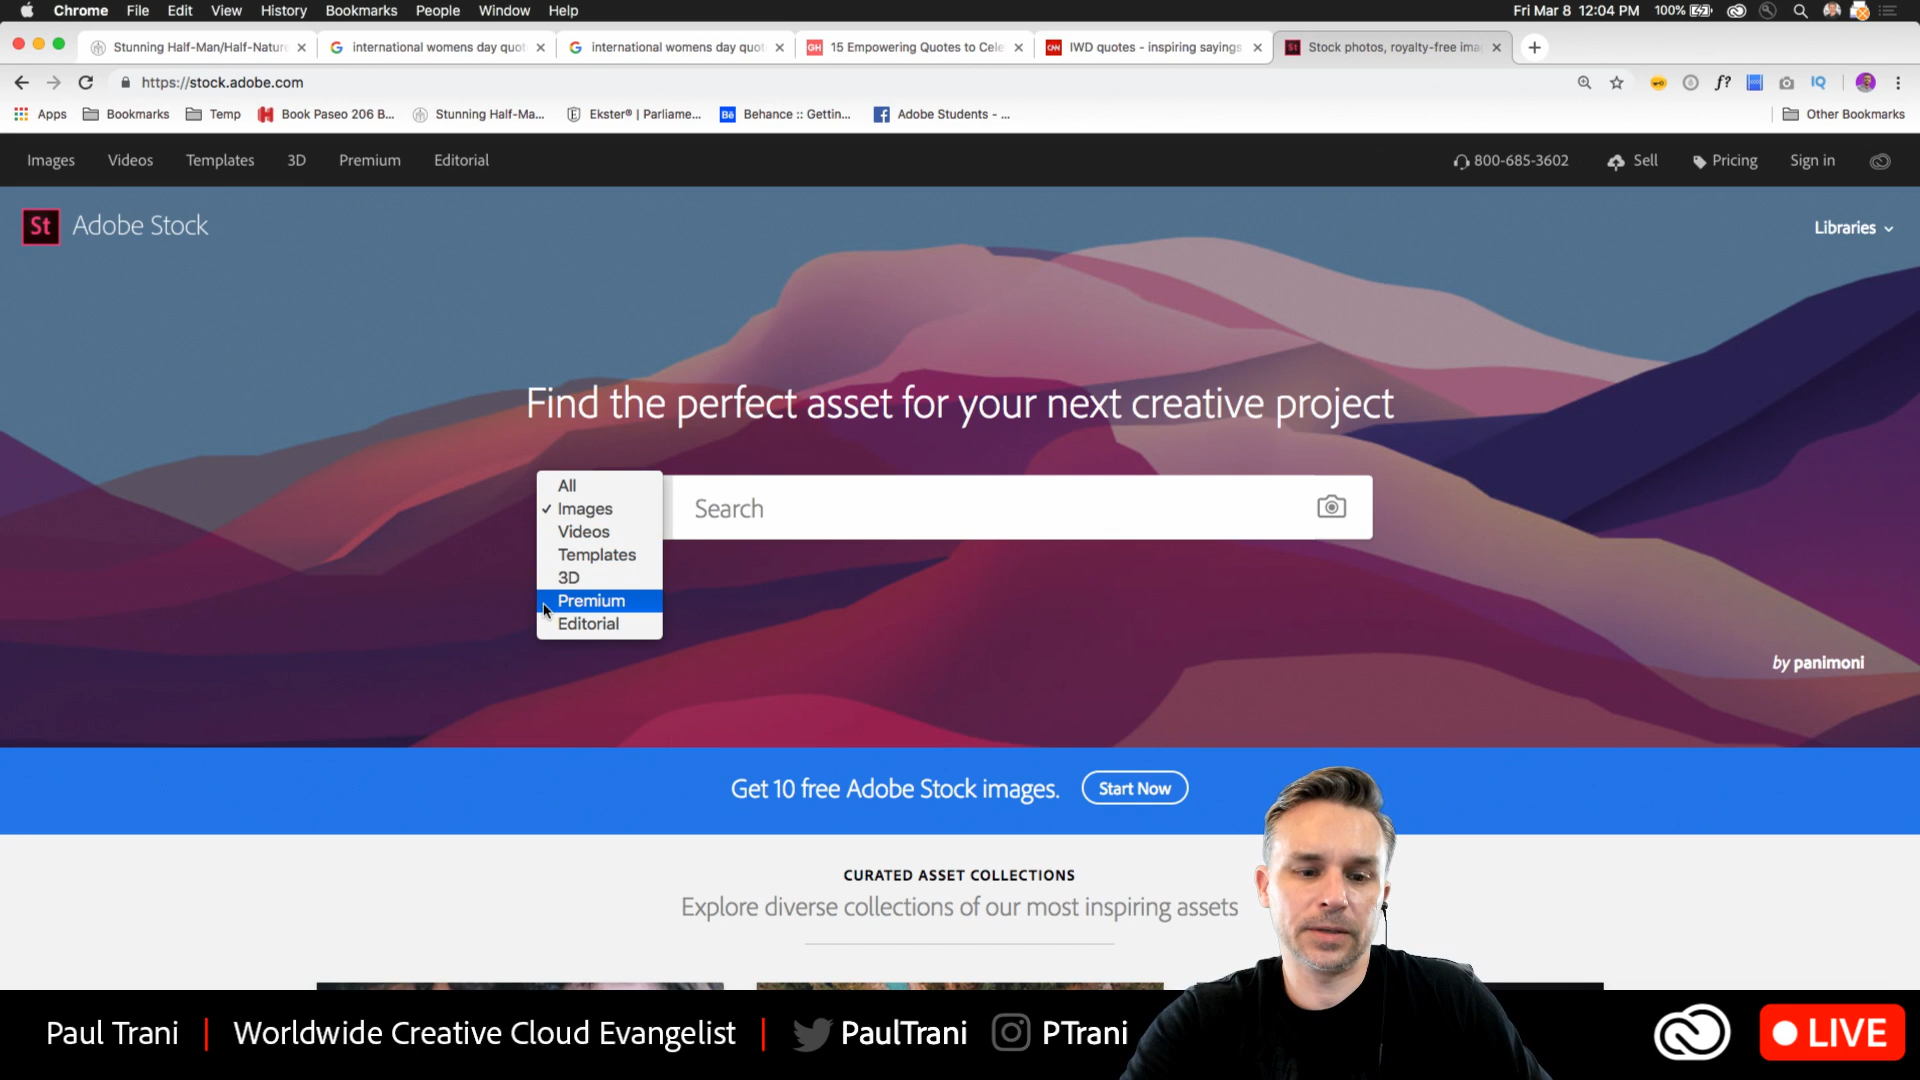 Chrome File Edit View History Bookmarks People Window Help Fri Mar 8 12:04 PM 100%
Stunning Half-Man/Half-Nature international womens day quot international womens day quot GH 15 Empowering Quotes to Cele CNN IWD quotes - inspiring sayings St Stock photos, royalty-free ima
https://stock.adobe.com f? IQ
Apps Bookmarks Temp Book Paseo 206 B... Stunning Half-Ma... Ekster® | Parliame... Bē Behance :: Gettin... Adobe Students - ... Other Bookmarks
Images Videos Templates 3D Premium Editorial 800-685-3602 Sell Pricing Sign in
St Adobe Stock Libraries
Find the perfect asset for your next creative project
All
✓ Images
Search
Videos
Templates
3D
Premium
Editorial
by panimoni
Get 10 free Adobe Stock images. Start Now
CURATED ASSET COLLECTIONS
Explore diverse collections of our most inspiring assets
Paul Trani | Worldwide Creative Cloud Evangelist | PaulTrani PTrani LIVE